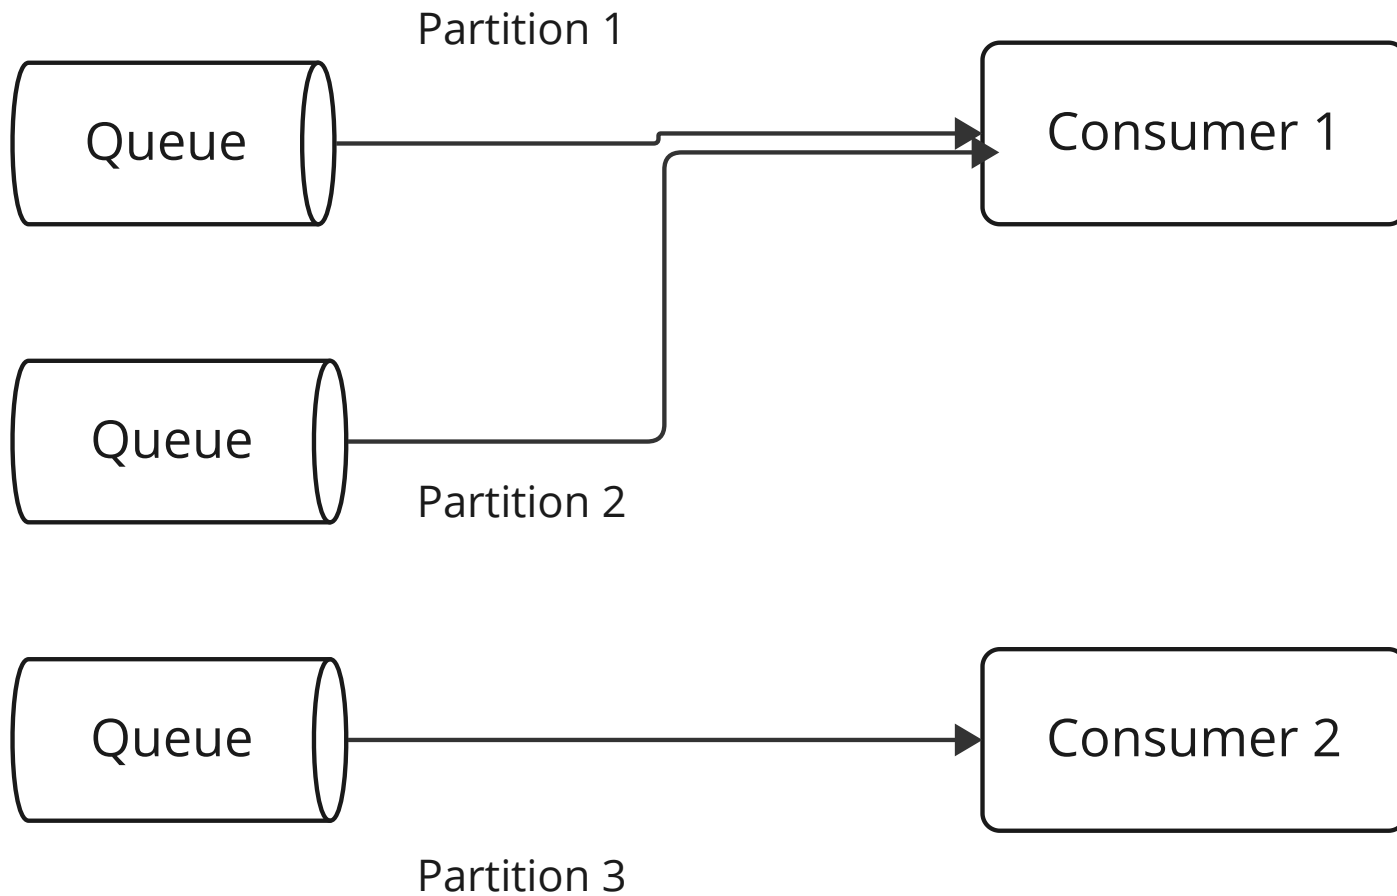 Partition 1
Queue
Consumer 1
Queue
Partition 2
Queue
Consumer 2
Partition 3